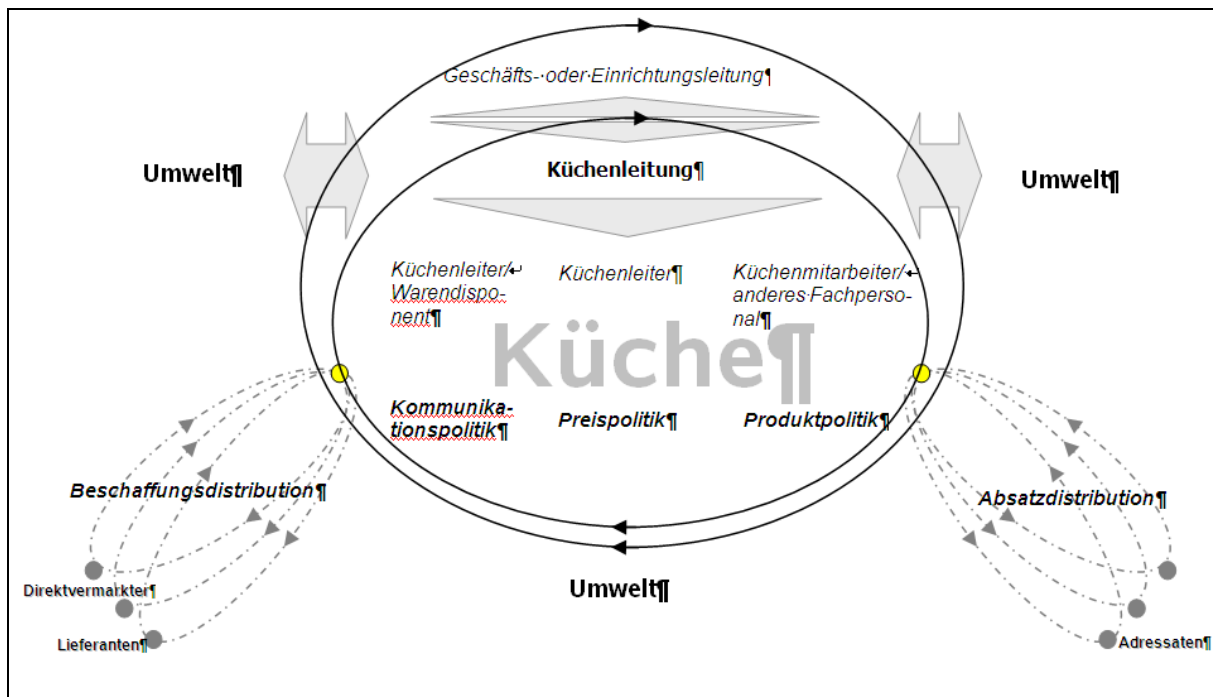 Geschäfts-·oder·Einrichtungsleitung¶
Umwelt¶
Küchenleitung¶
Umwelt¶
Küchenleiter/↵
Warendispo-
nent¶
Küchenleiter¶
Küchenmitarbeiter/↵
anderes·Fachperso-
nal¶
Küche¶
Kommunika-
tionspolitik¶
Preispolitik¶
Produktpolitik¶
Beschaffungsdistribution¶
Absatzdistribution¶
Umwelt¶
Direktvermarkter¶
Lieferanten¶
Adressaten¶